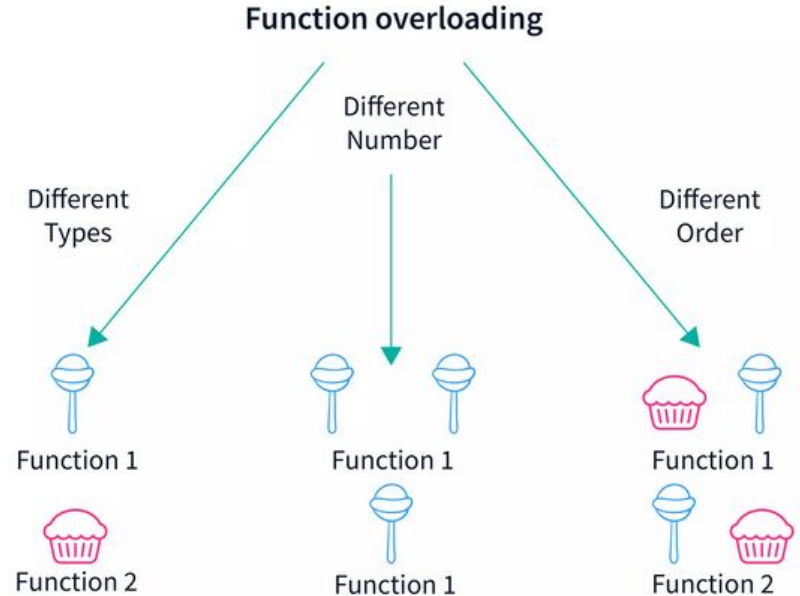 Function overloading
Different
Number
Different
Types
Different
Order
Function 1
Function 1
Function 1
Function 2
Function 1
Function 2